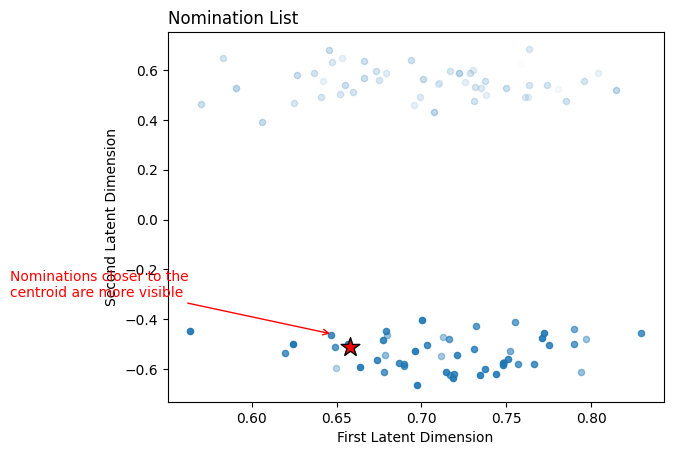 Nomination List
0.6
0.4
0.2
0.0
−0.2
−0.4
−0.6
Second Latent Dimension
Nominations closer to the
centroid are more visible
0.60 0.65 0.70 0.75 0.80
First Latent Dimension